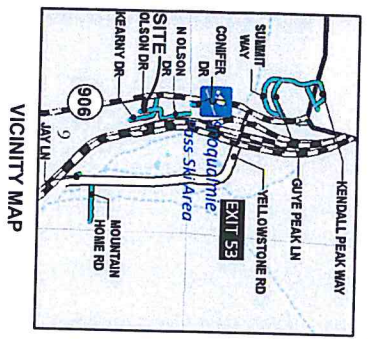 KENDALL PEAK WAY
SUMMIT
WAY
GUYE PEAK LN
CONIFER
DR
YELLOWSTONE RD
EXIT 53
N OLSON
DR
SITE
OLSON DR
KEARNY DR
Snoqualmie
Pass Ski Area
906
9
MOUNTAIN
HOME RD
JAY LN
VICINITY MAP